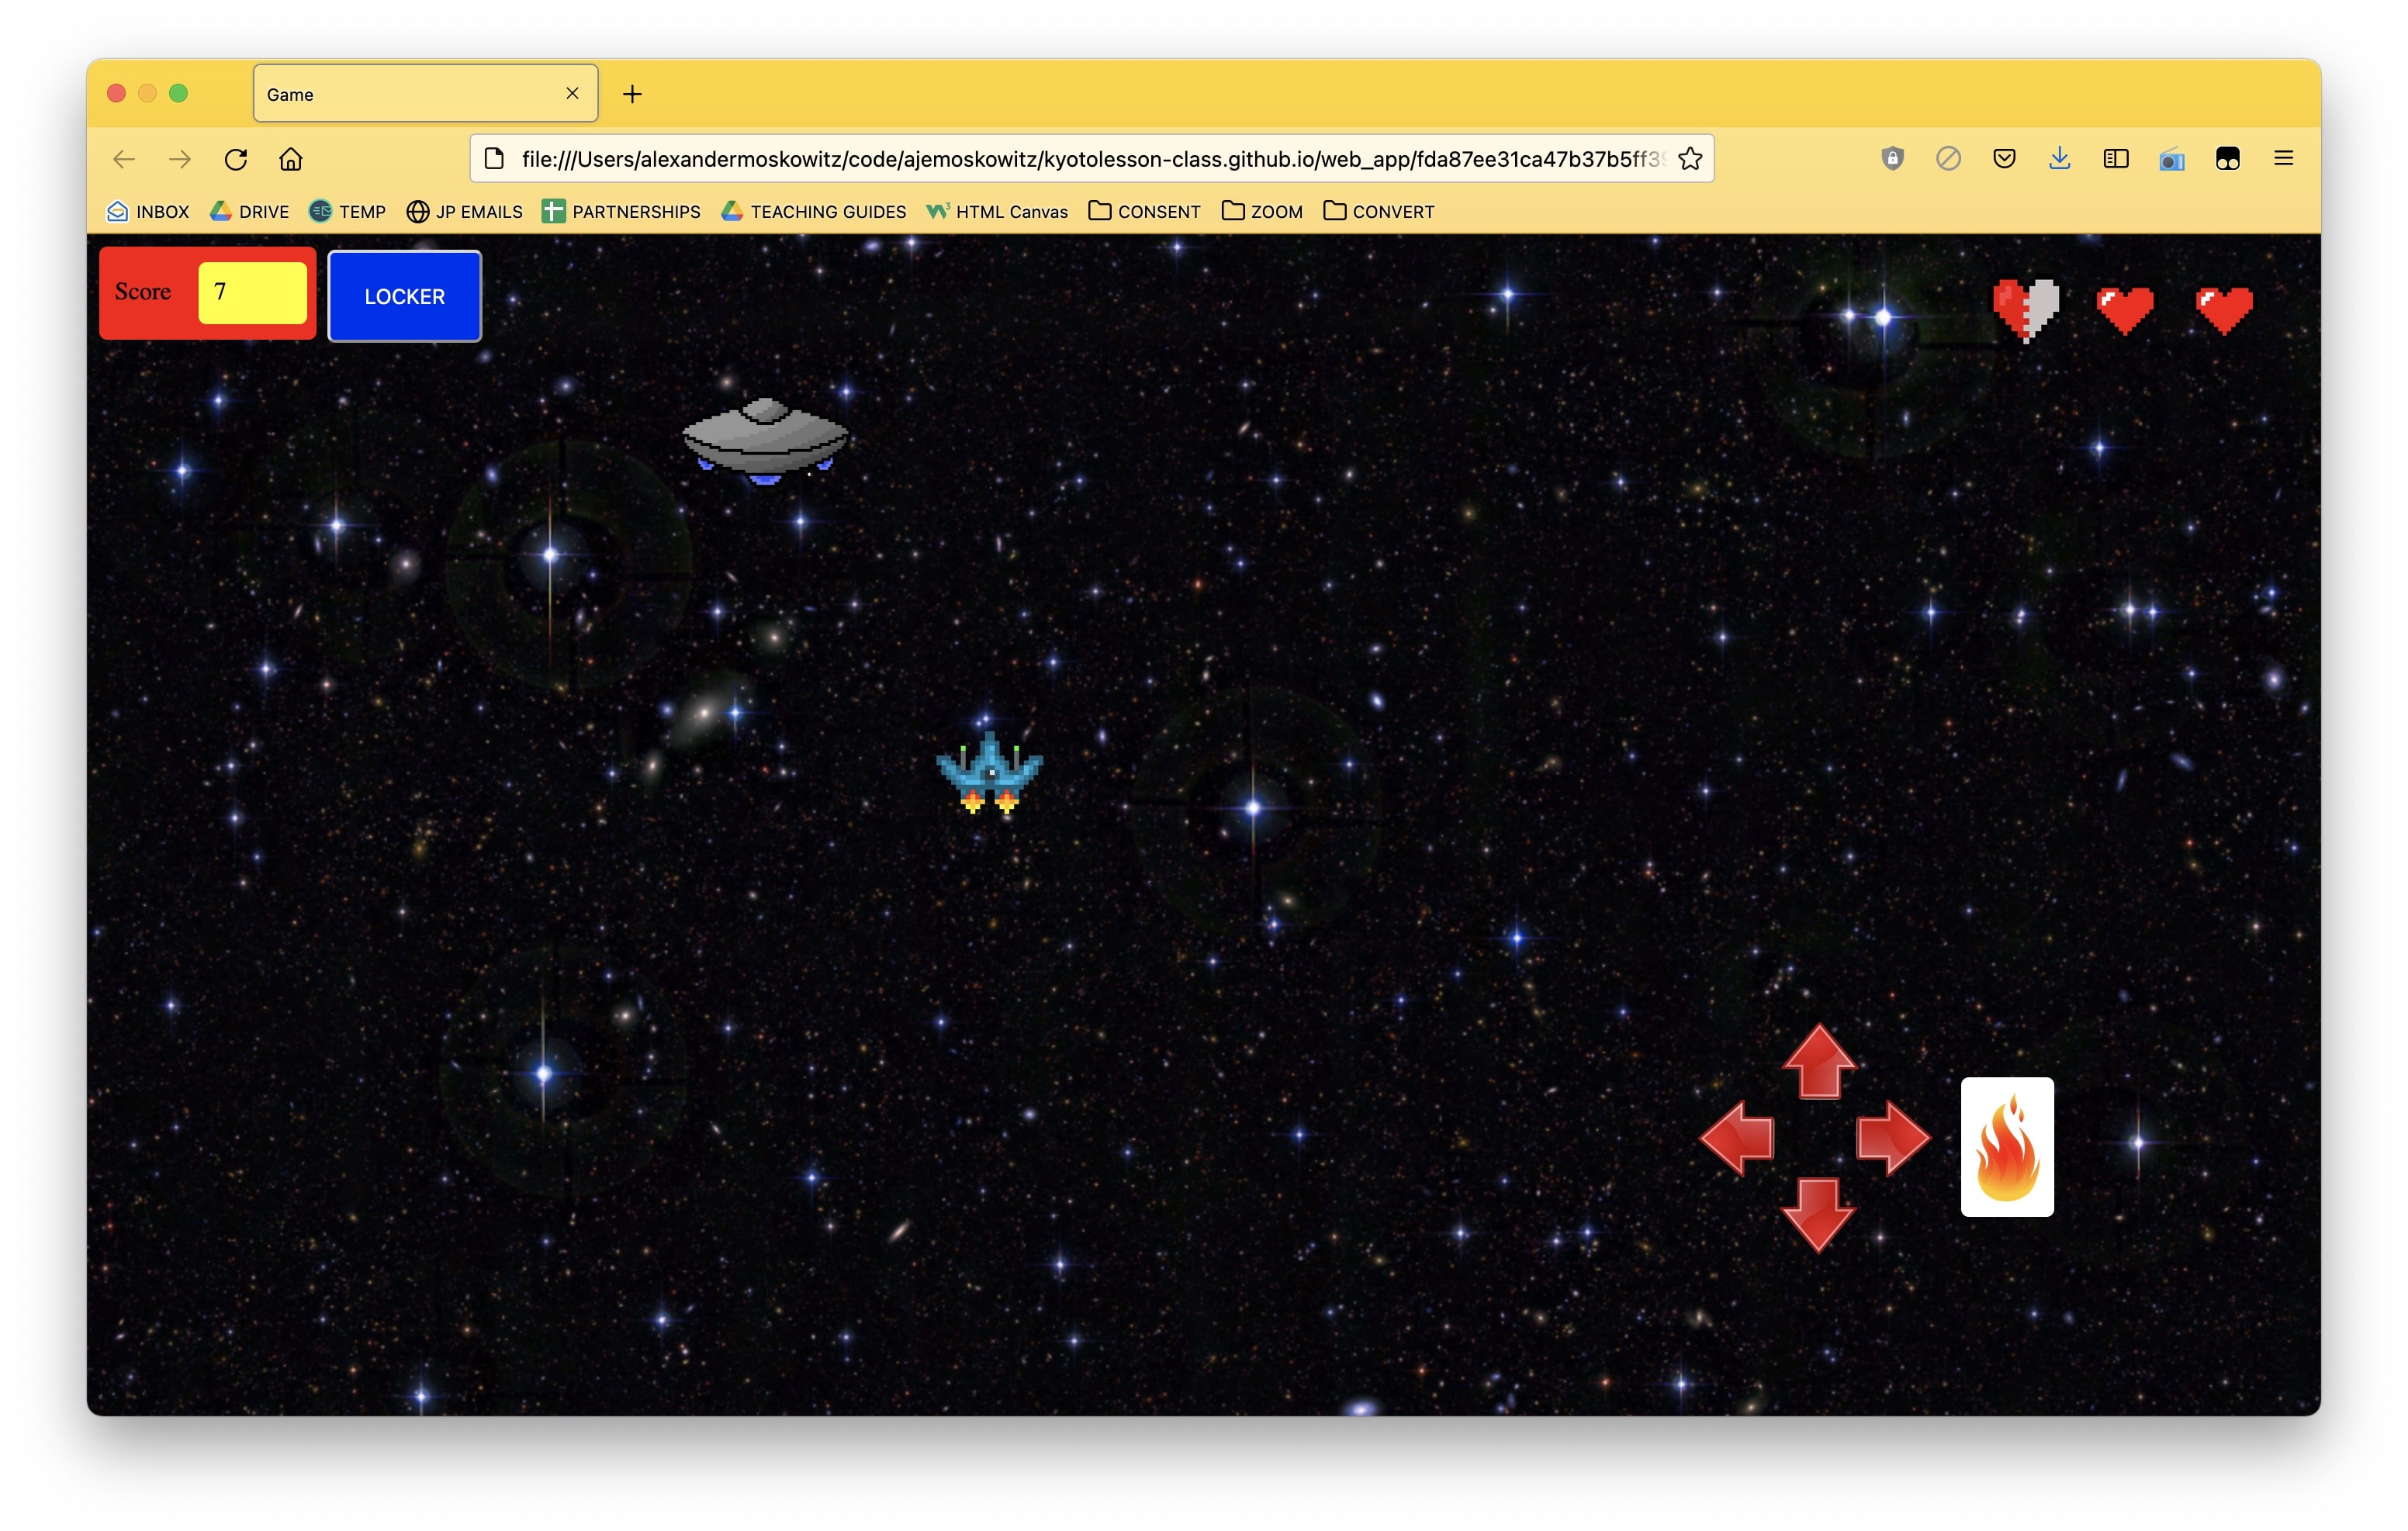 Game
file:///Users/alexandermoskowitz/code/ajemoskowitz/kyotolesson-class.github.io/web_app/fda87ee31ca47b37b5ff3
INBOX DRIVE TEMP JP EMAILS PARTNERSHIPS TEACHING GUIDES W3 HTML Canvas CONSENT ZOOM CONVERT
Score 7 LOCKER